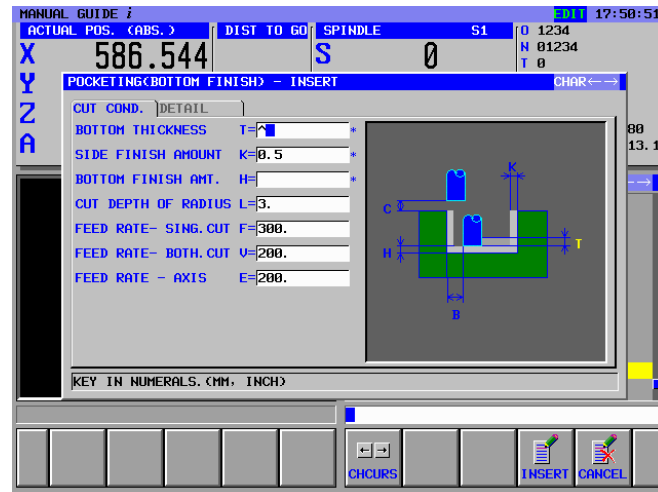 MANUAL GUIDE i EDIT 17:50:51
ACTUAL POS. (ABS.) DIST TO GO SPINDLE S1 O 1234
X 586.544 S 0 N 01234
T 0
Y
POCKETING(BOTTOM FINISH) - INSERT CHAR←→
Z
CUT COND. DETAIL
BOTTOM THICKNESS T=^ *
80
A
13.1
SIDE FINISH AMOUNT K=0.5 *
BOTTOM FINISH AMT. H= *
CUT DEPTH OF RADIUS L=3.
FEED RATE- SING.CUT F=300.
FEED RATE- BOTH.CUT V=200.
FEED RATE - AXIS E=200.
K
C
T
H
B
KEY IN NUMERALS.(MM, INCH)
←→
CHCURS
INSERT
CANCEL